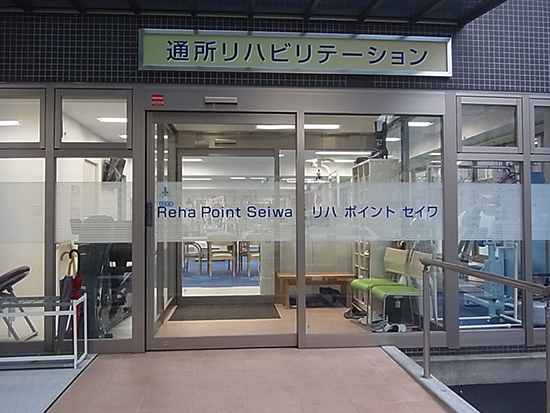 通所リハビリテーション
Reha Point Seiwa リハ ポイント セイワ